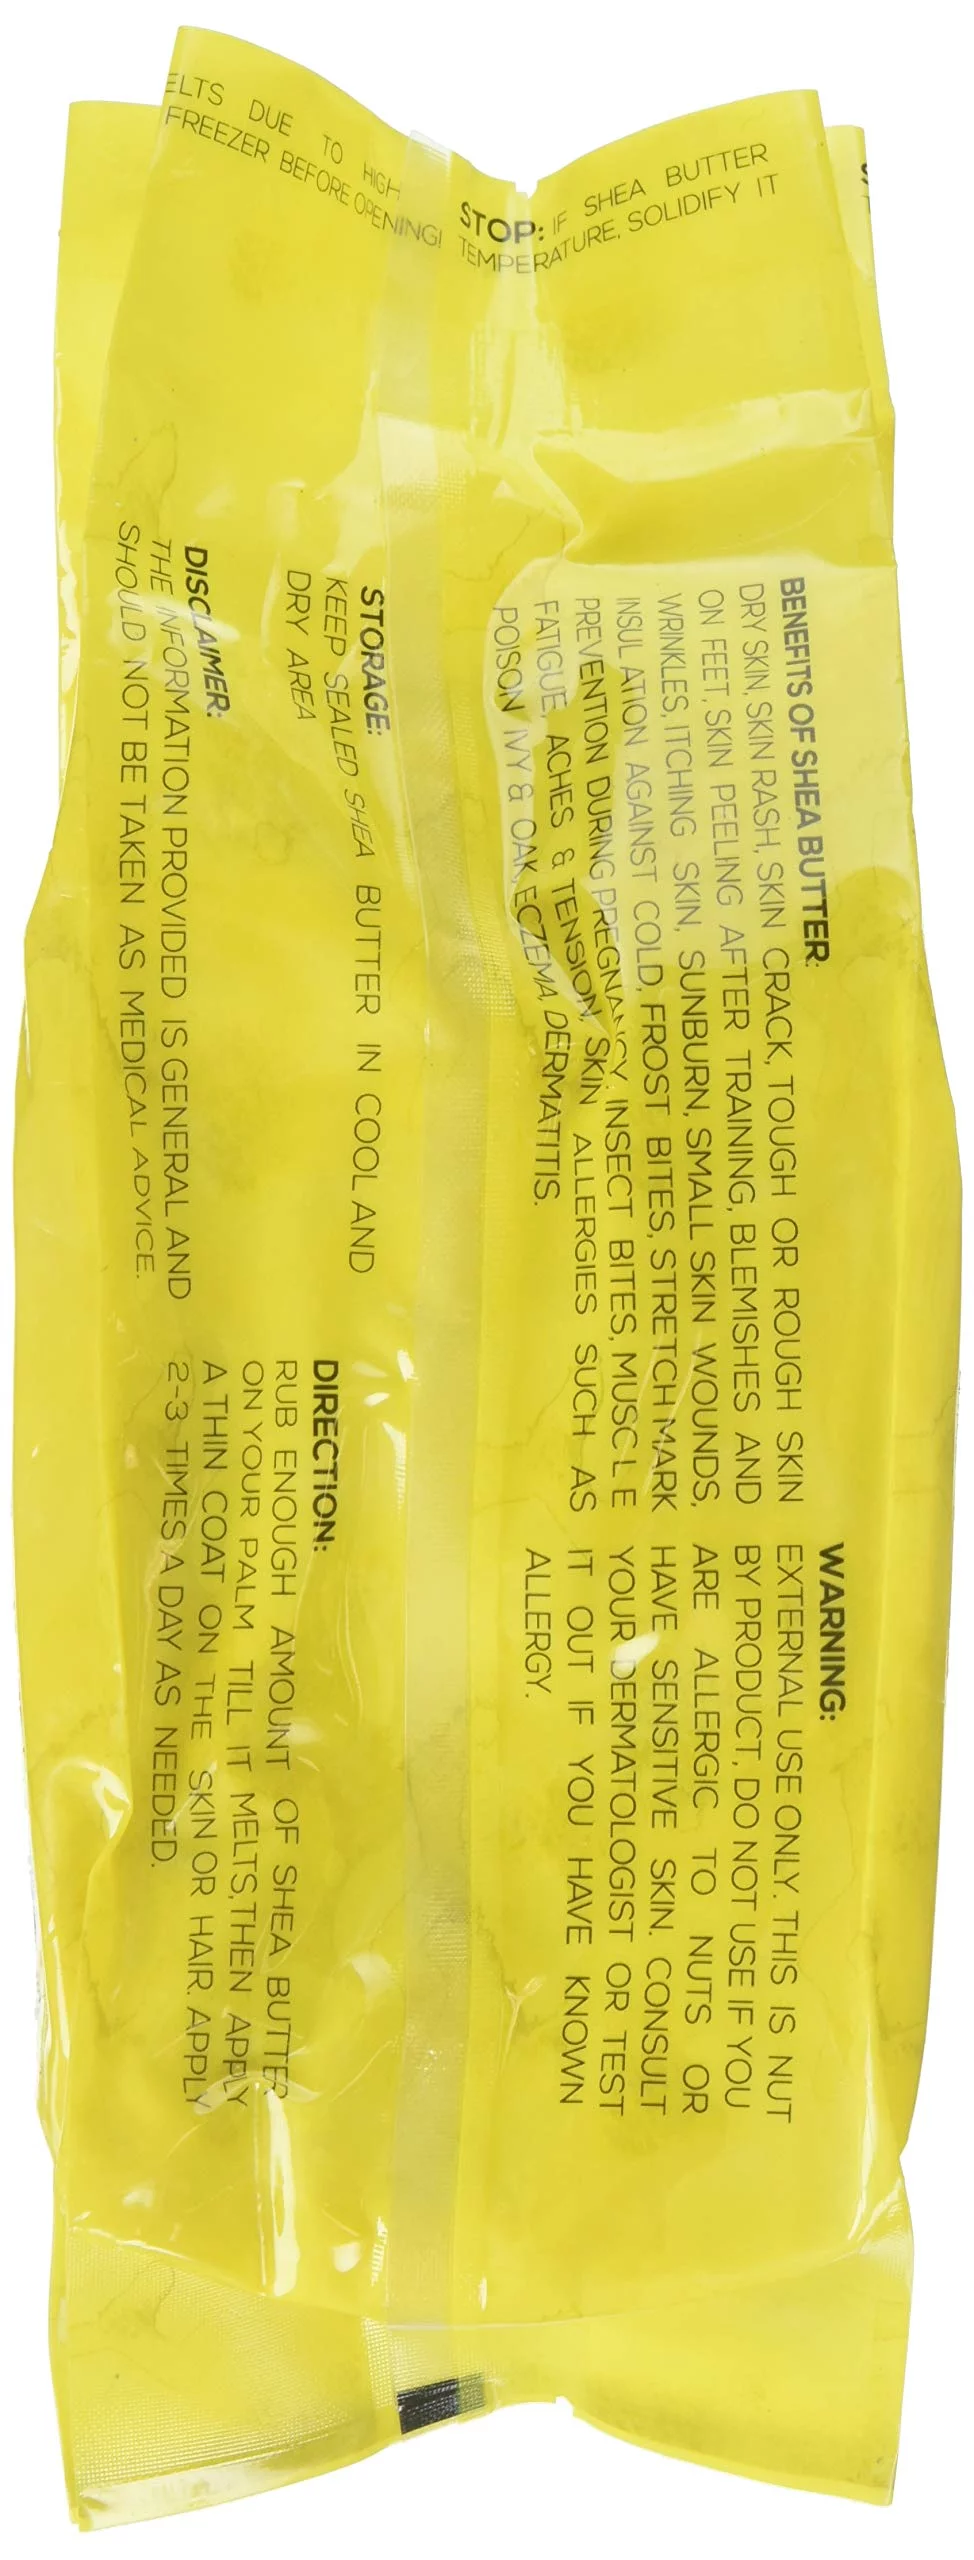 STOP: IF SHEA BUTTER
ELTS DUE TO HIGH
TEMPERATURE, SOLIDIFY IT
FREEZER BEFORE OPENING!
BENEFITS OF SHEA BUTTER:
DRY SKIN, SKIN RASH, SKIN CRACK, TOUGH OR ROUGH SKIN
ON FEET, SKIN PEELING AFTER TRAINING, BLEMISHES AND
WRINKLES, ITCHING SKIN, SUNBURN, SMALL SKIN WOUNDS,
INSUL ATION AGAINST COLD, FROST BITES, STRETCH MARK
PREVENTION DURING PREGNANCY, INSECT BITES, MUSC L E
FATIGUE, ACHES & TENSION, SKIN ALLERGIES SUCH AS
POISON IVY & OAK, ECZEMA, DERMATITIS.
WARNING:
EXTERNAL USE ONLY. THIS IS NUT
BY PRODUCT, DO NOT USE IF YOU
ARE ALLERGIC TO NUTS OR
HAVE SENSITIVE SKIN. CONSULT
YOUR DERMATOLOGIST OR TEST
IT OUT IF YOU HAVE KNOWN
ALLERGY.
STORAGE:
KEEP SEALED SHEA BUTTER IN COOL AND
DRY AREA
DISCLAIMER:
THE INFORMATION PROVIDED IS GENERAL AND
SHOULD NOT BE TAKEN AS MEDICAL ADVICE.
DIRECTION:
RUB ENOUGH AMOUNT OF SHEA BUTTER
ON YOUR PALM TILL IT MELTS, THEN APPLY
A THIN COAT ON THE SKIN OR HAIR. APPLY
2-3 TIMES A DAY AS NEEDED.